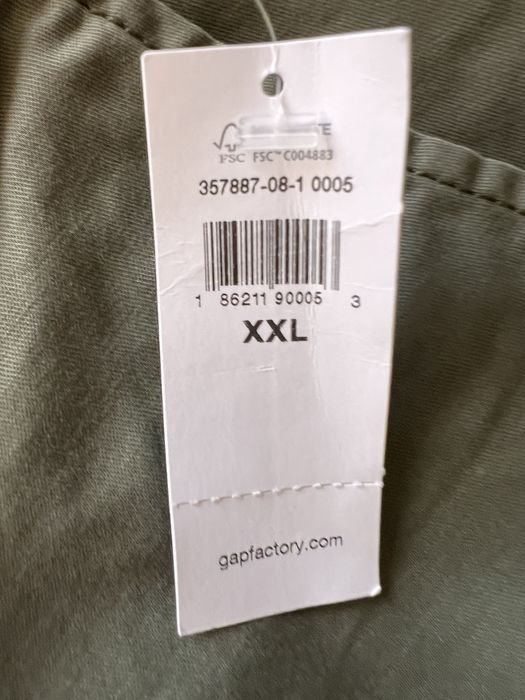 FSC FSC™ C004883
357887-08-1 0005
1 86211 90005 3
XXL
gapfactory.com